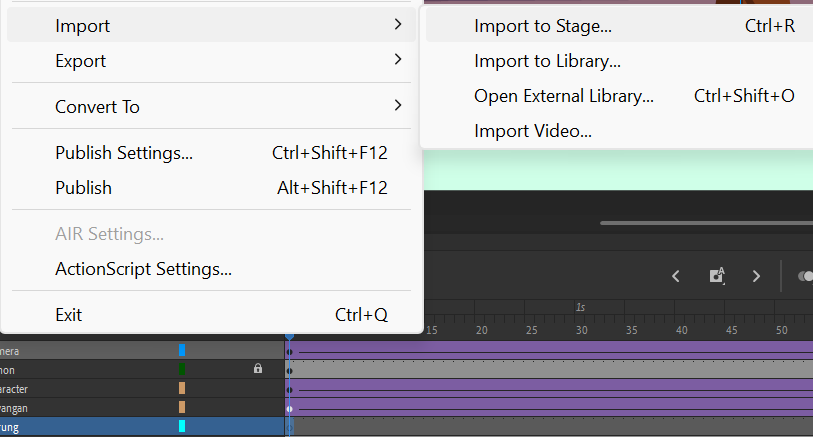 Import
Import to Stage... Ctrl+R
Export
Import to Library...
Open External Library... Ctrl+Shift+O
Convert To
Import Video...
Publish Settings... Ctrl+Shift+F12
Publish Alt+Shift+F12
AIR Settings...
ActionScript Settings...
A
Exit Ctrl+Q
1s
15 20 25 30 35 40 45 50
mera
non
aracter
yangan
rung